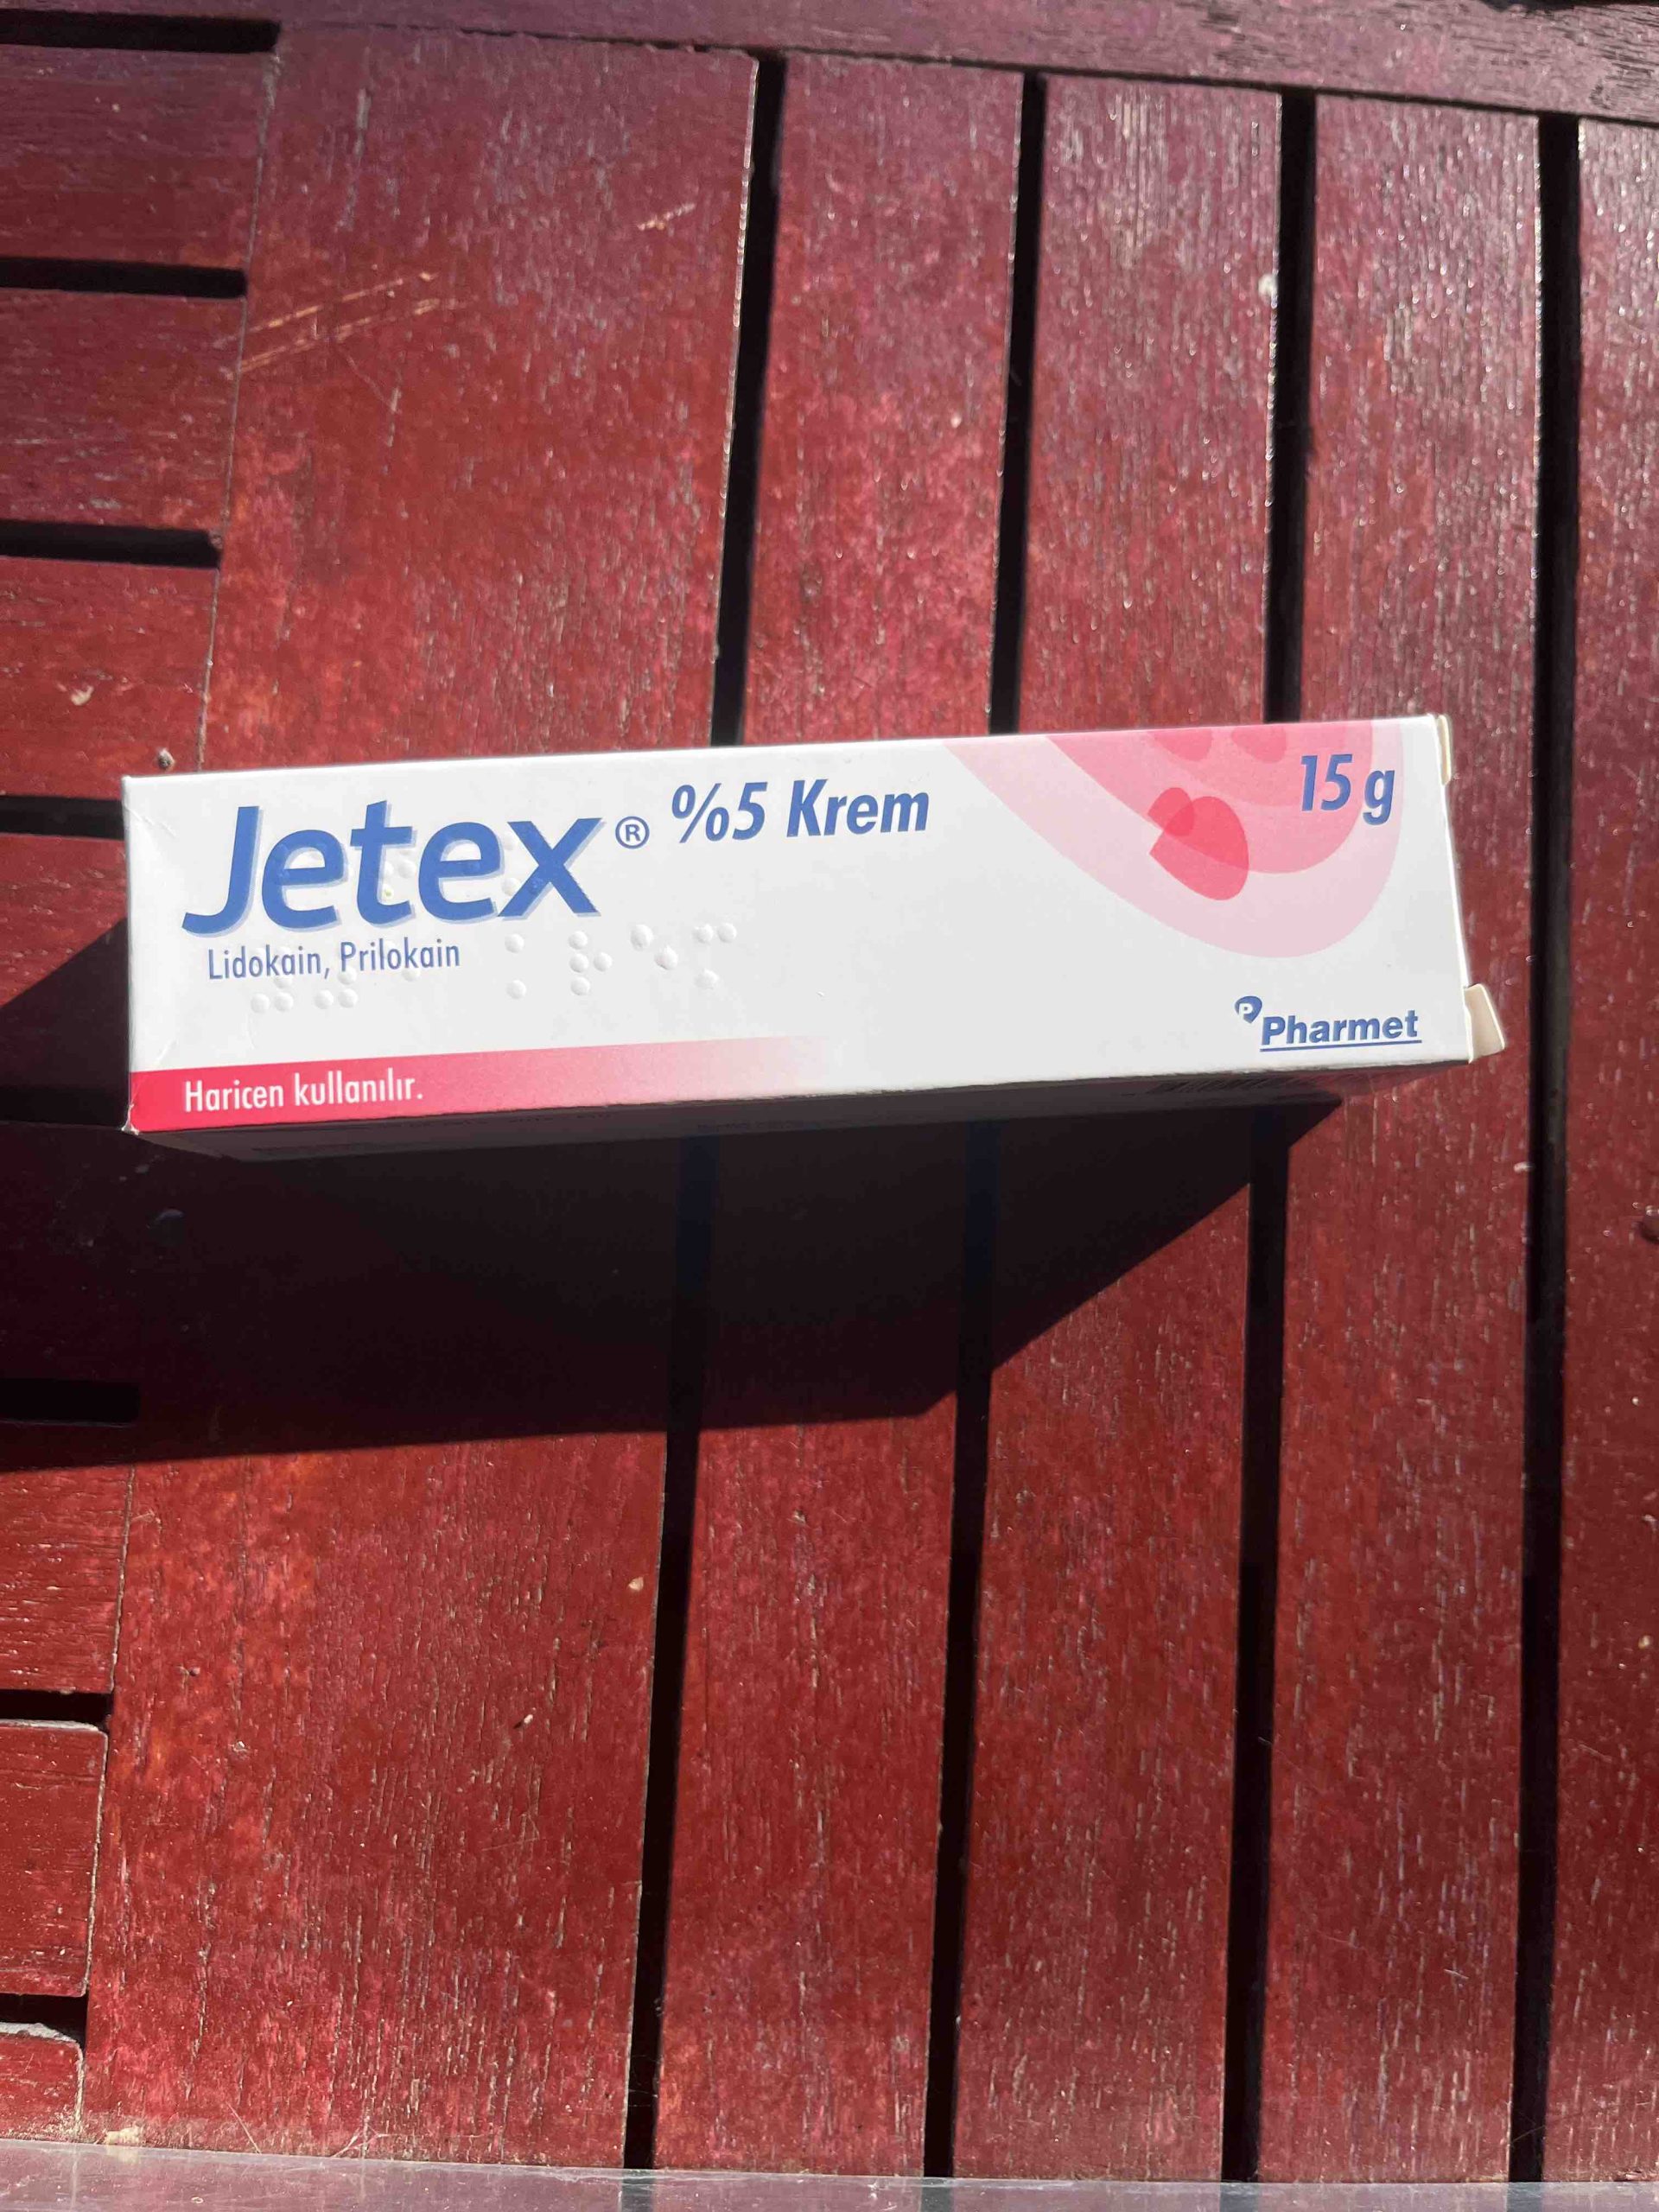 Jetex® %5 Krem
15 g
Lidokain, Prilokain
Pharmet
Haricen kullanılır.